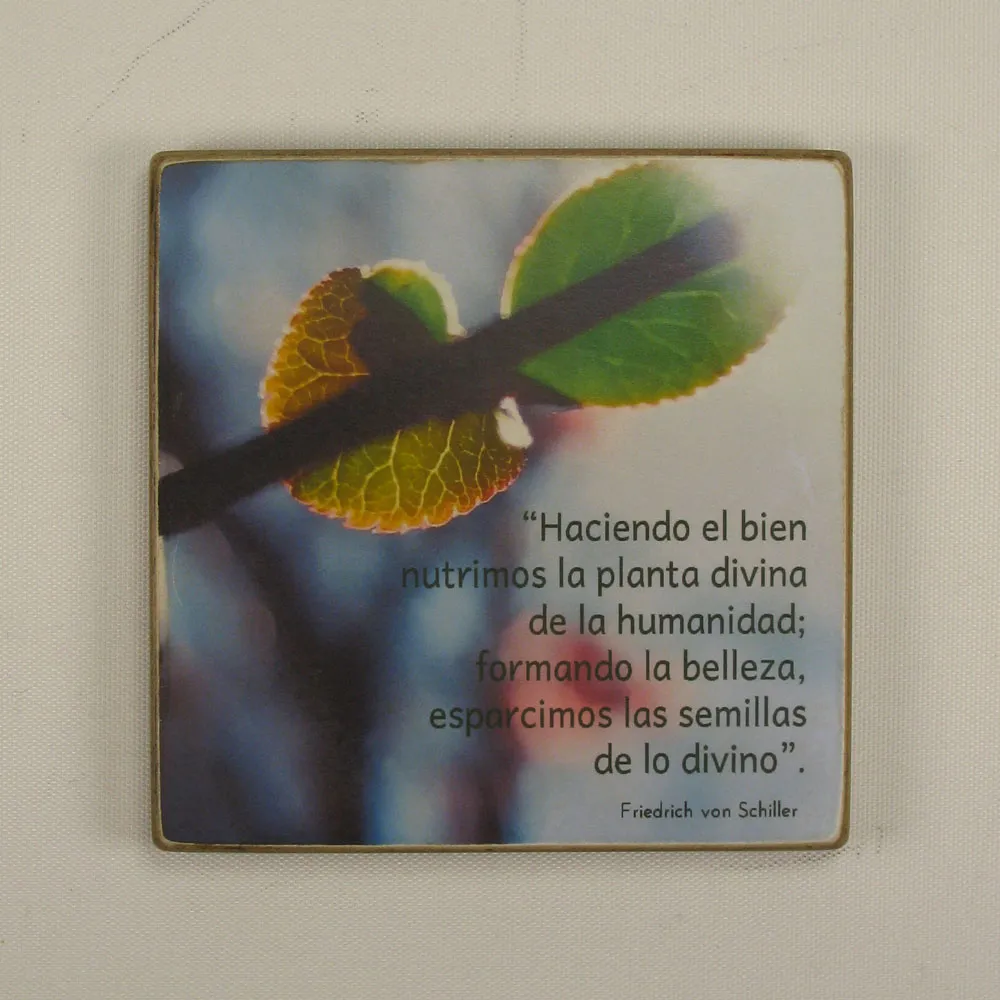 “Haciendo el bien
nutrimos la planta divina
de la humanidad;
formando la belleza,
esparcimos las semillas
de lo divino”.
Friedrich von Schiller